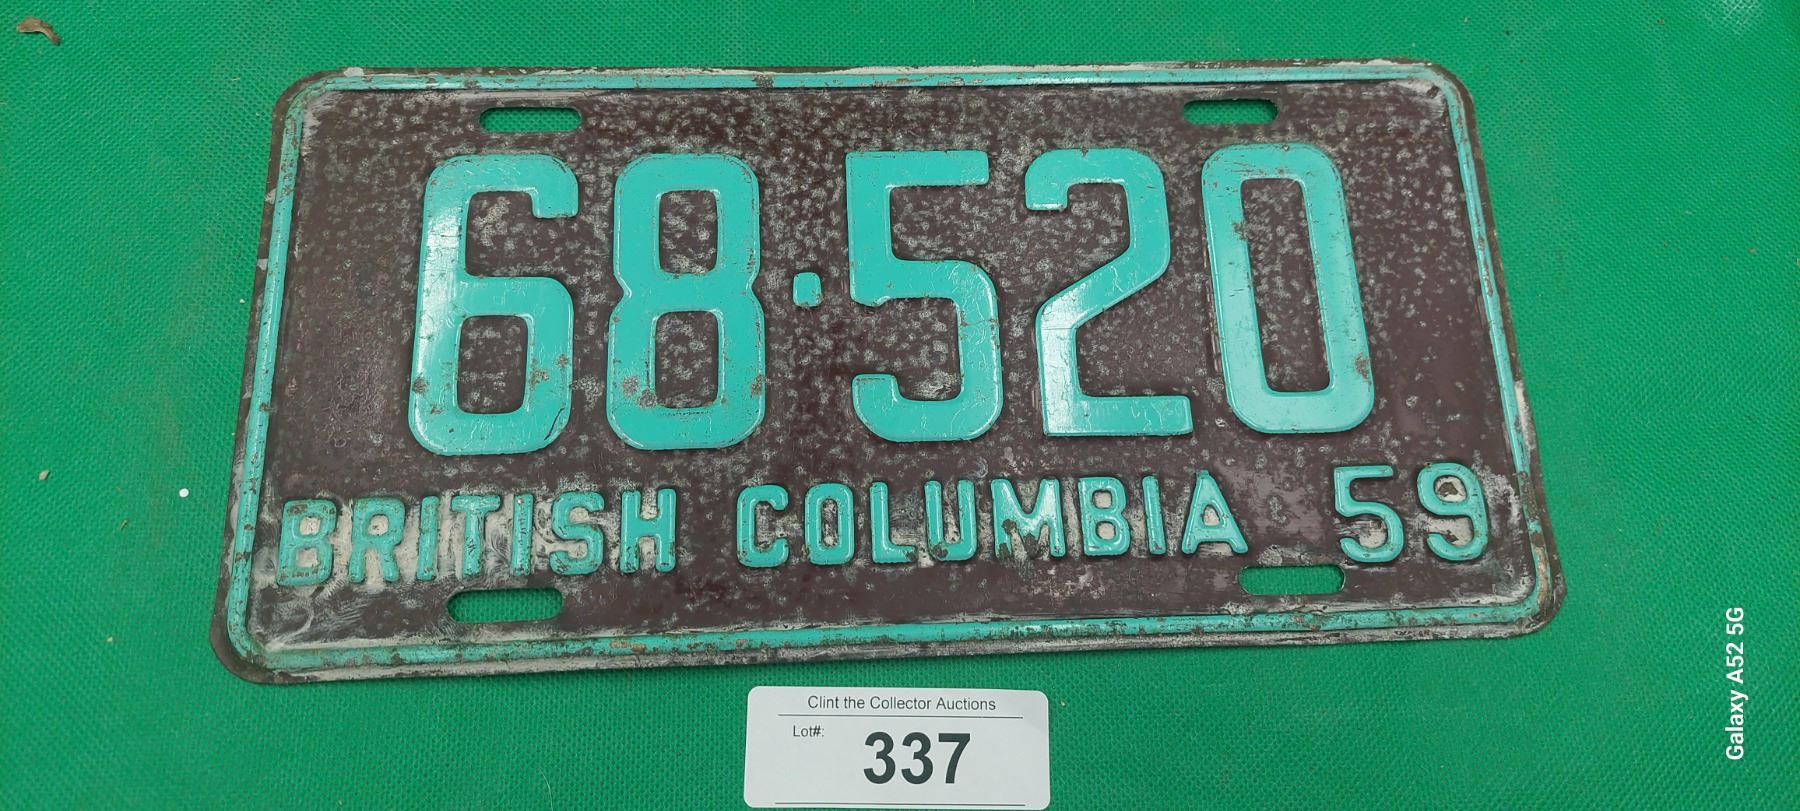 68·520
BRITISH COLUMBIA 59
Clint the Collector Auctions
Lot#: 337
Galaxy A52 5G